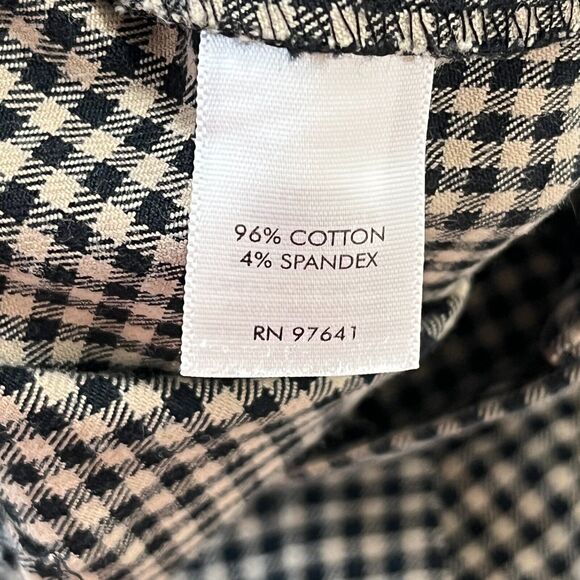 96% COTTON
4% SPANDEX
RN 97641